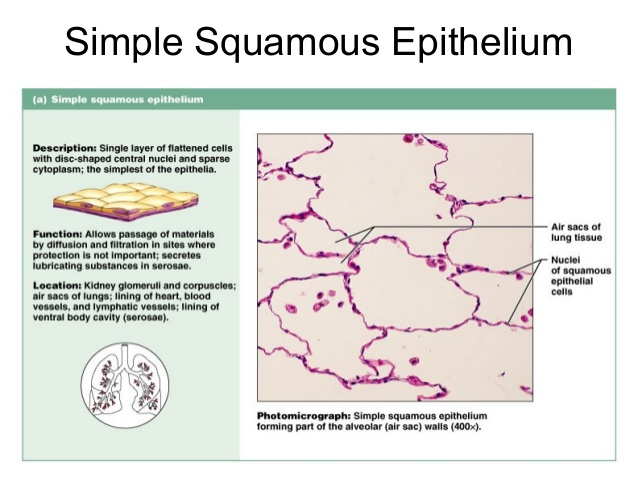 Simple Squamous Epithelium
(a) Simple squamous epithelium
Description: Single layer of flattened cells
with disc-shaped central nuclei and sparse
cytoplasm; the simplest of the epithelia.
Function: Allows passage of materials
by diffusion and filtration in sites where
protection is not important; secretes
lubricating substances in serosae.
Location: Kidney glomeruli and corpuscles;
air sacs of lungs; lining of heart, blood
vessels, and lymphatic vessels; lining of
ventral body cavity (serosae).
Air sacs of
lung tissue
Nuclei
of squamous
epithelial
cells
Photomicrograph: Simple squamous epithelium
forming part of the alveolar (air sac) walls (400×).